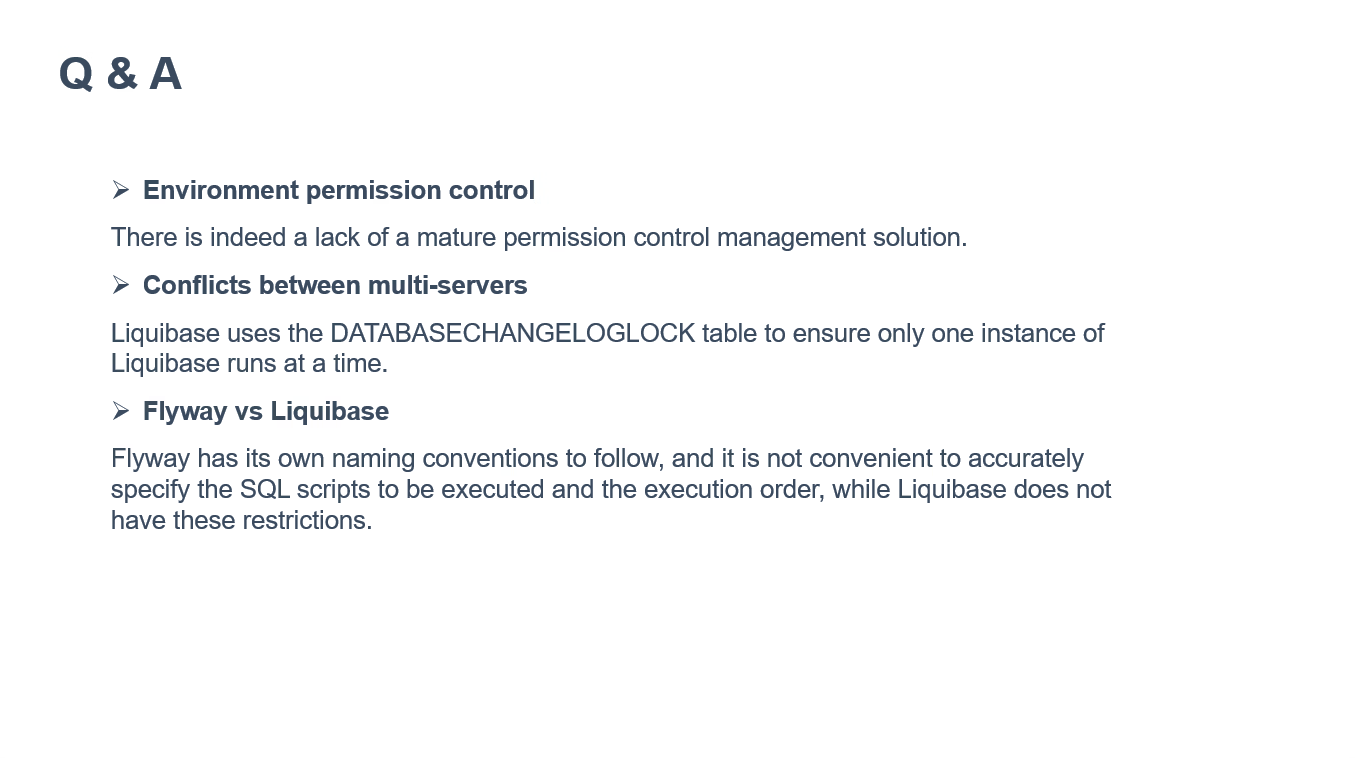 Q & A
➢ Environment permission control
There is indeed a lack of a mature permission control management solution.
➢ Conflicts between multi-servers
Liquibase uses the DATABASECHANGELOGLOCK table to ensure only one instance of
Liquibase runs at a time.
➢ Flyway vs Liquibase
Flyway has its own naming conventions to follow, and it is not convenient to accurately
specify the SQL scripts to be executed and the execution order, while Liquibase does not
have these restrictions.